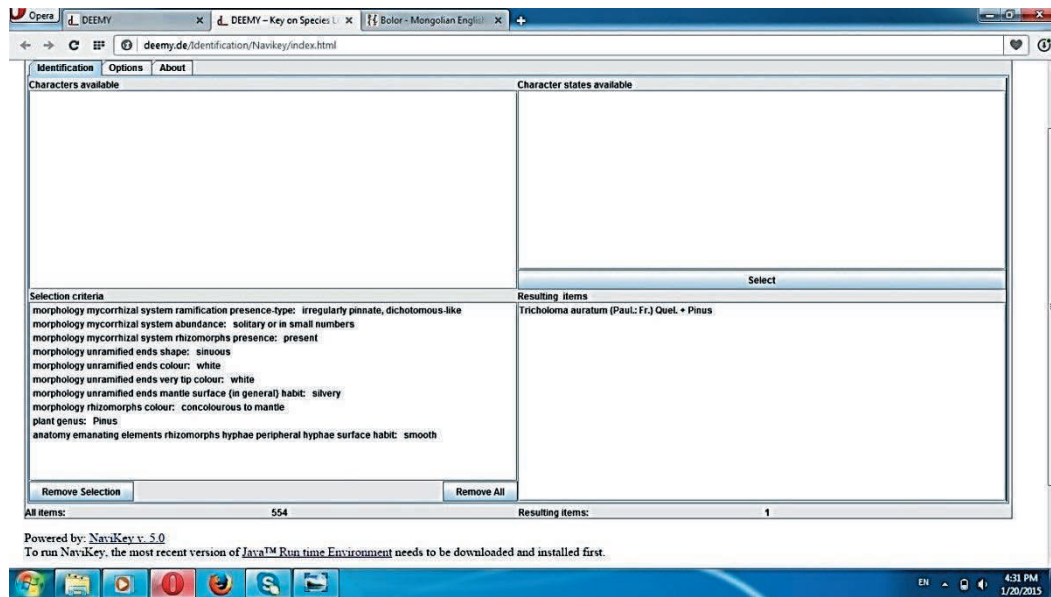 Opera
DEEMY
DEEMY – Key on Species Li
Bolor - Mongolian English
deemy.de/Identification/Navikey/index.html
Identification Options About
Characters available
Character states available
Select
Selection criteria
morphology mycorrhizal system ramification presence-type: irregularly pinnate, dichotomous-like
morphology mycorrhizal system abundance: solitary or in small numbers
morphology mycorrhizal system rhizomorphs presence: present
morphology unramified ends shape: sinuous
morphology unramified ends colour: white
morphology unramified ends very tip colour: white
morphology unramified ends mantle surface (in general) habit: silvery
morphology rhizomorphs colour: concolourous to mantle
plant genus: Pinus
anatomy emanating elements rhizomorphs hyphae peripheral hyphae surface habit: smooth
Resulting items
Tricholoma auratum (Paul.: Fr.) Quel. + Pinus
Remove Selection Remove All
All items: 554 Resulting items: 1
Powered by: NaviKey v. 5.0
To run NaviKey, the most recent version of Java™ Run time Environment needs to be downloaded and installed first.
EN
4:31 PM
1/20/2015